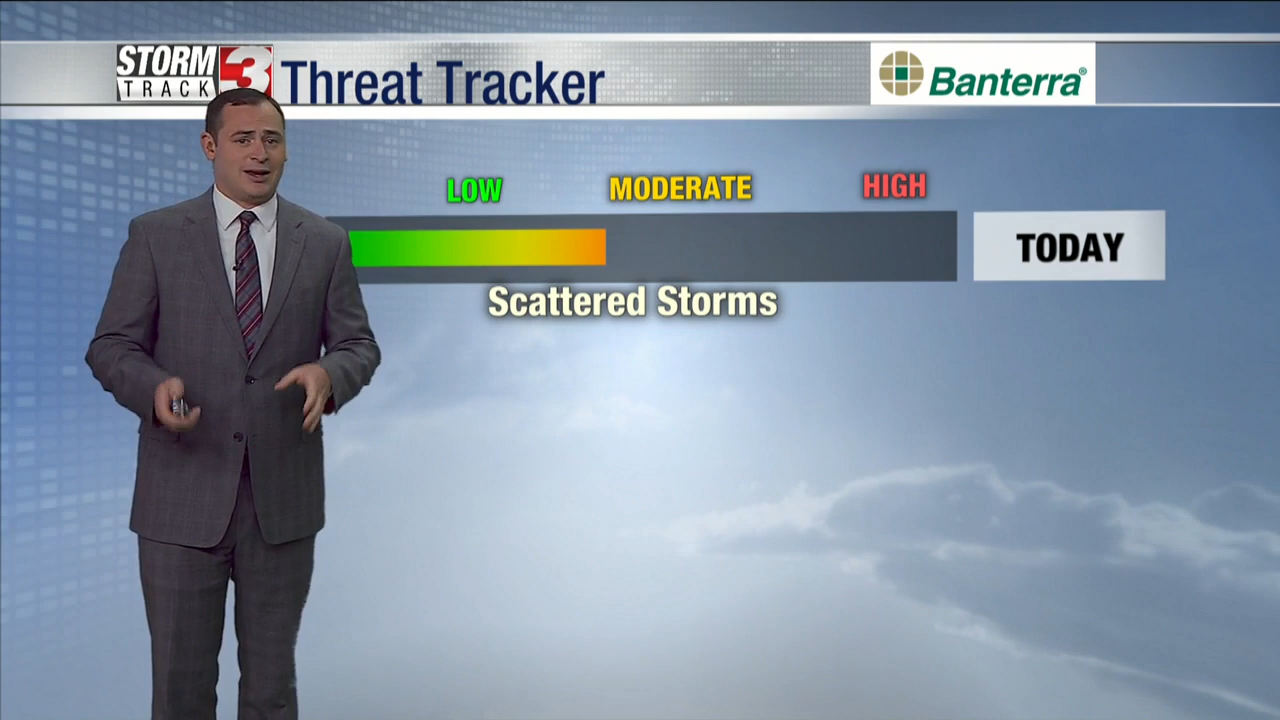 STORM
TRACK
3
Threat Tracker
Banterra®
LOW
MODERATE
HIGH
TODAY
Scattered Storms